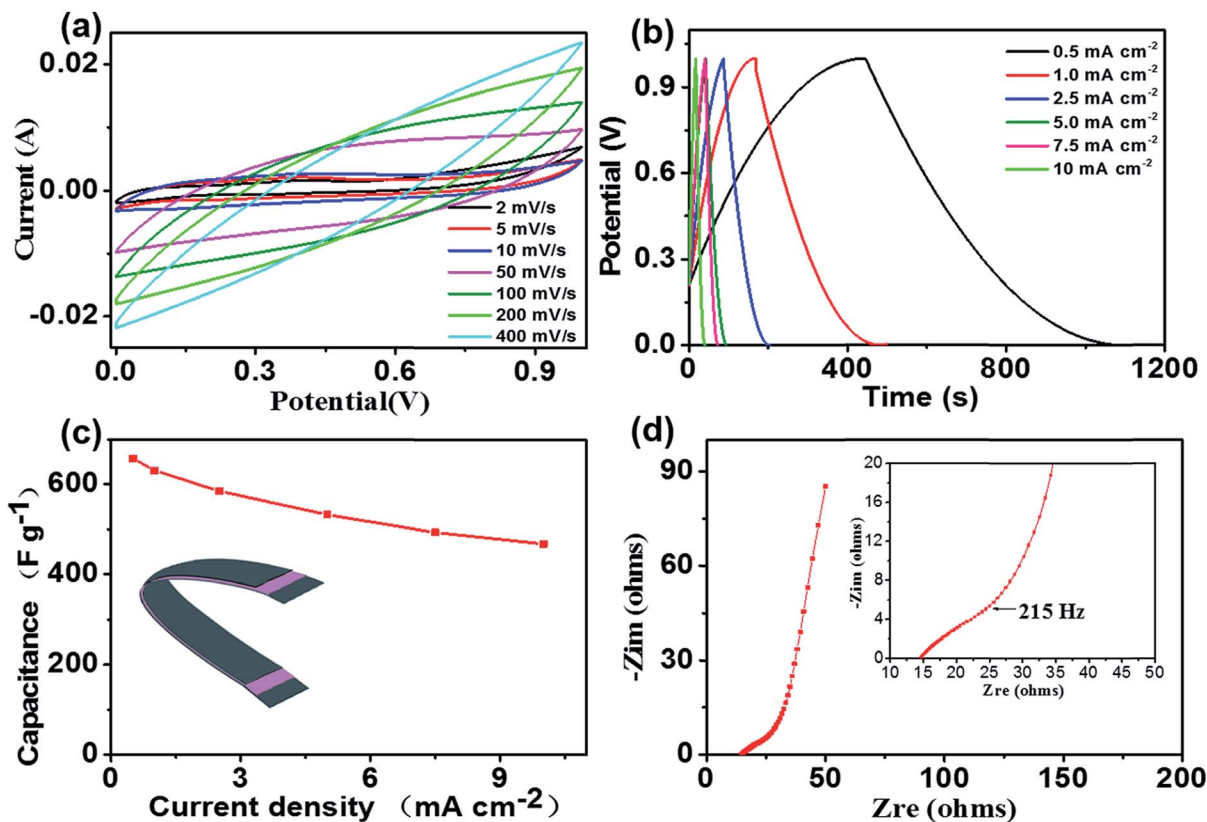 (a)
0.02
0.00
-0.02
Current (A)
2 mV/s
5 mV/s
10 mV/s
50 mV/s
100 mV/s
200 mV/s
400 mV/s
0.0 0.3 0.6 0.9
Potential(V)
(b)
0.9
0.6
0.3
0.0
Potential (V)
0.5 mA cm-2
1.0 mA cm-2
2.5 mA cm-2
5.0 mA cm-2
7.5 mA cm-2
10 mA cm-2
0 400 800 1200
Time (s)
(c)
600
400
200
0
Capacitance （F g-1）
3 6 9
Current density （mA cm-2）
(d)
90
60
30
0
-Zim (ohms)
0 50 100 150 200
Zre (ohms)
20
16
12
8
4
0
-Zim (ohms)
215 Hz
10 15 20 25 30 35 40 45 50
Zre (ohms)